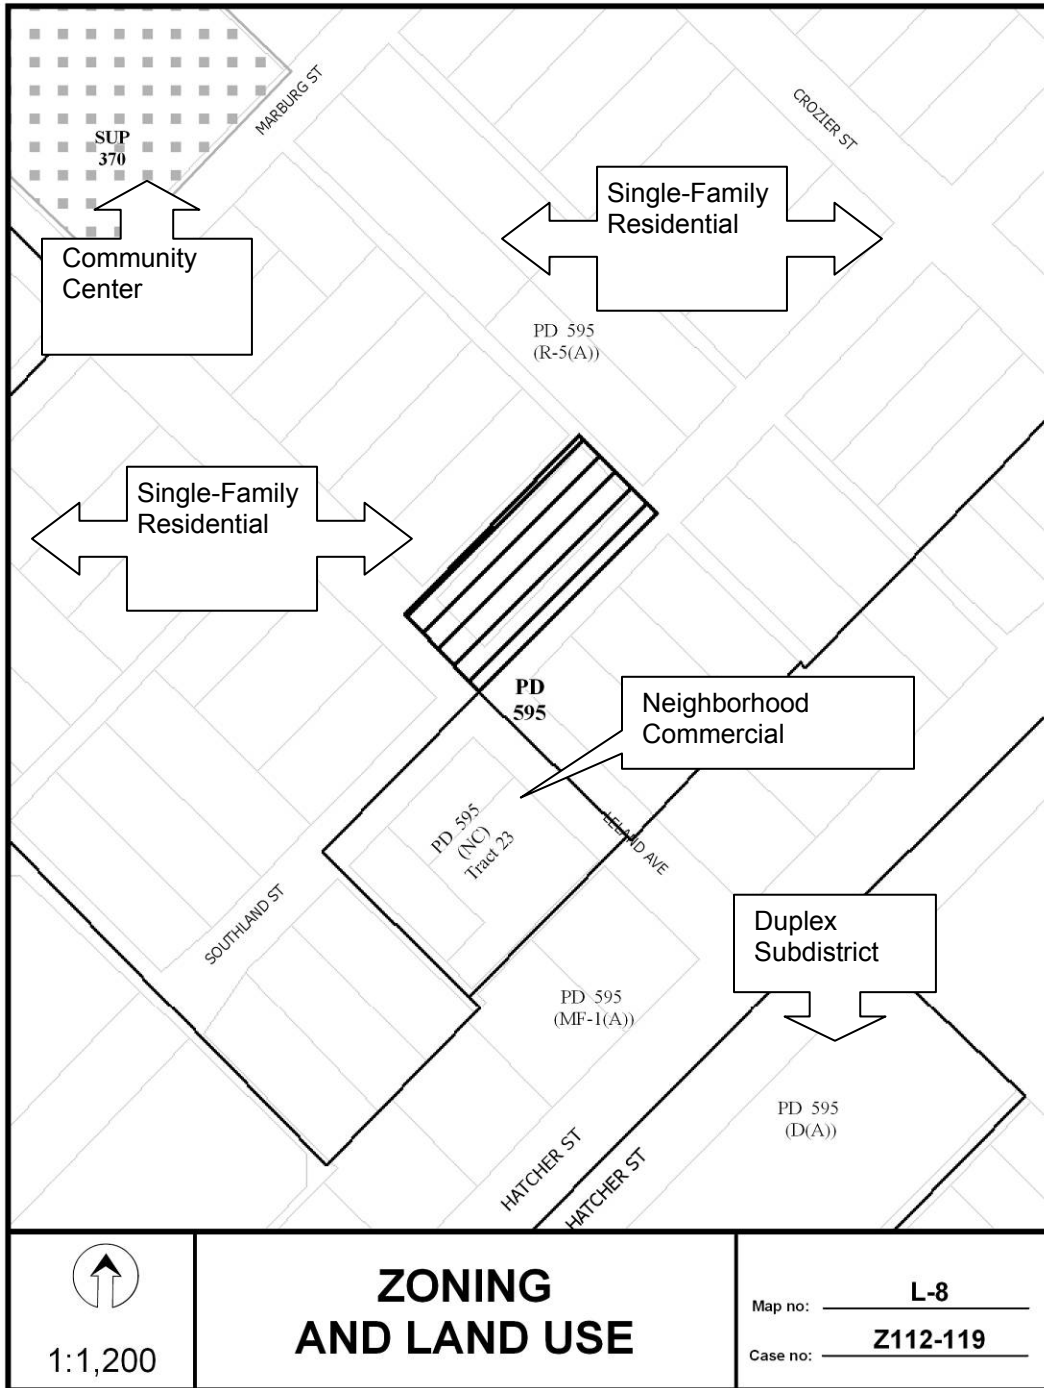 MARBURG ST
CROZIER ST
SUP
370
Single-Family
Residential
Community
Center
PD 595
(R-5(A))
Single-Family
Residential
PD
595
Neighborhood
Commercial
PD 595
(NC)
Tract 23
LELAND AVE
SOUTHLAND ST
Duplex
Subdistrict
PD 595
(MF-1(A))
PD 595
(D(A))
HATCHER ST
HATCHER ST
1:1,200
ZONING
AND LAND USE
Map no: L-8
Case no: Z112-119